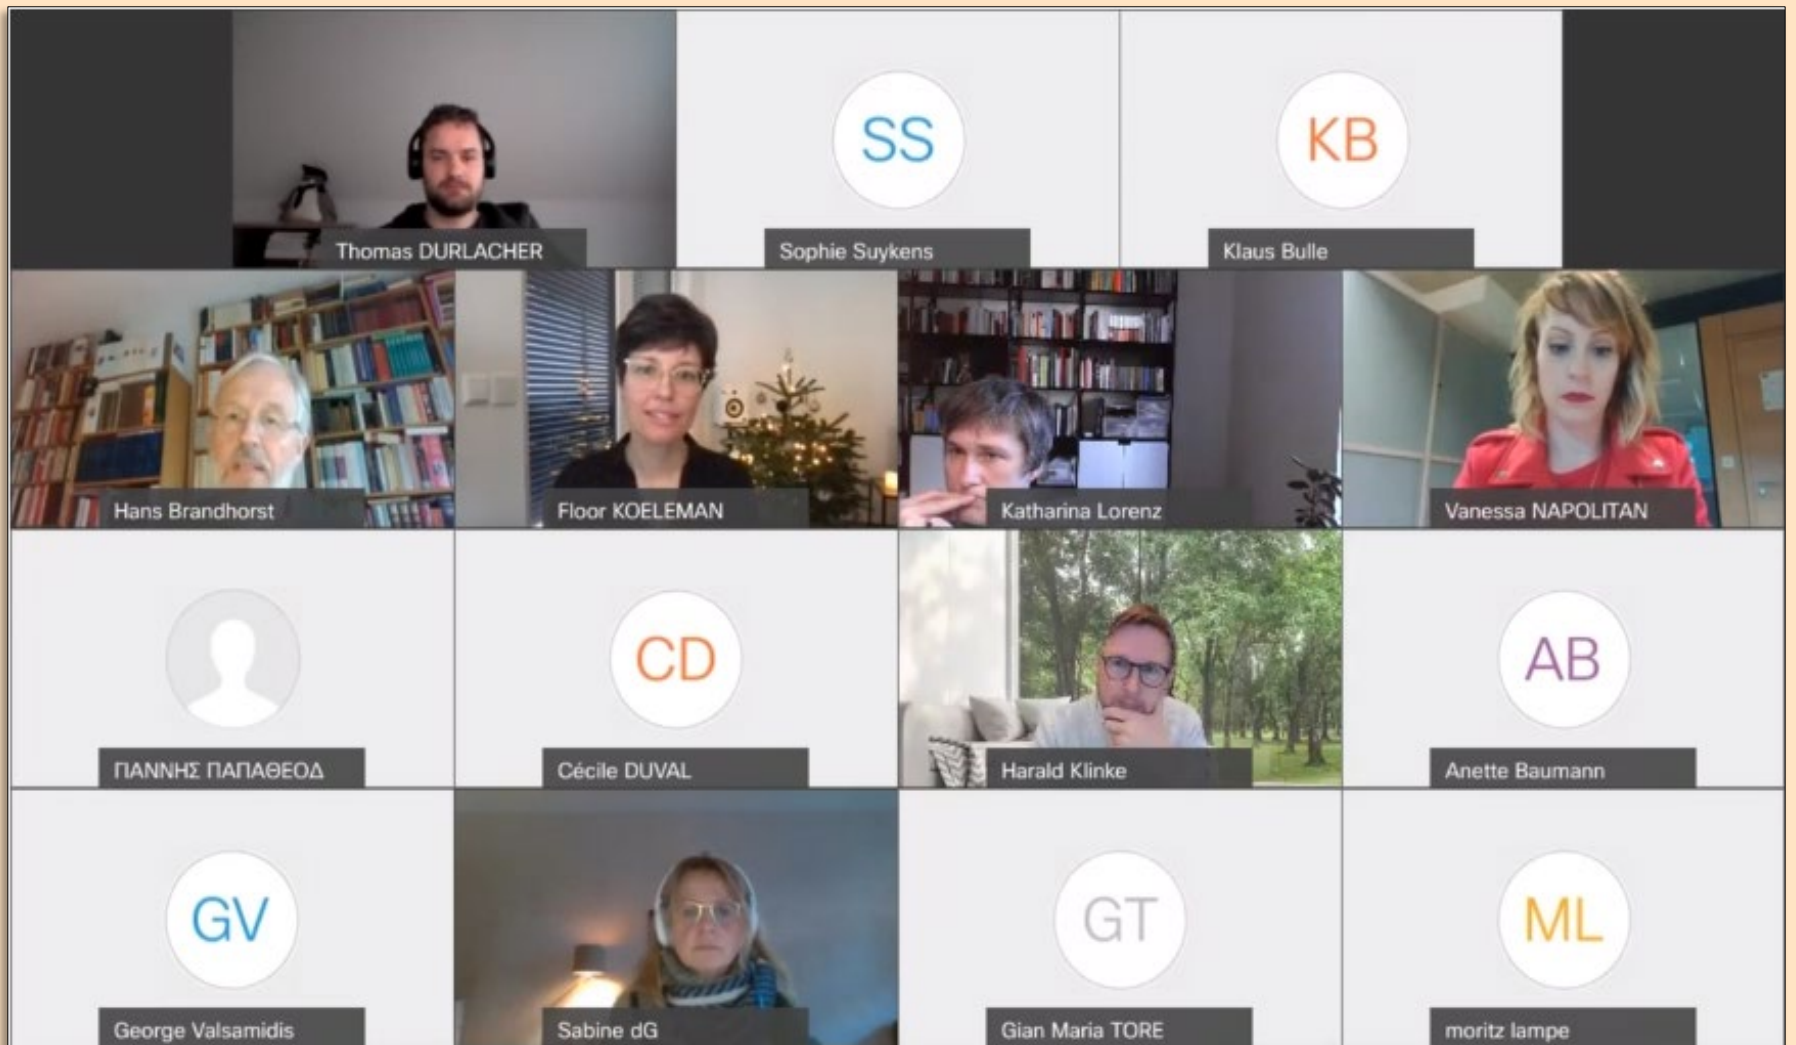 Thomas DURLACHER
SS
Sophie Suykens
KB
Klaus Bulle
Hans Brandhorst
Floor KOELEMAN
Katharina Lorenz
Vanessa NAPOLITAN
ΓΙΑΝΝΗΣ ΠΑΠΑΘΕΟΔ
CD
Cécile DUVAL
Harald Klinke
AB
Anette Baumann
GV
George Valsamidis
Sabine dG
GT
Gian Maria TORE
ML
moritz lampe